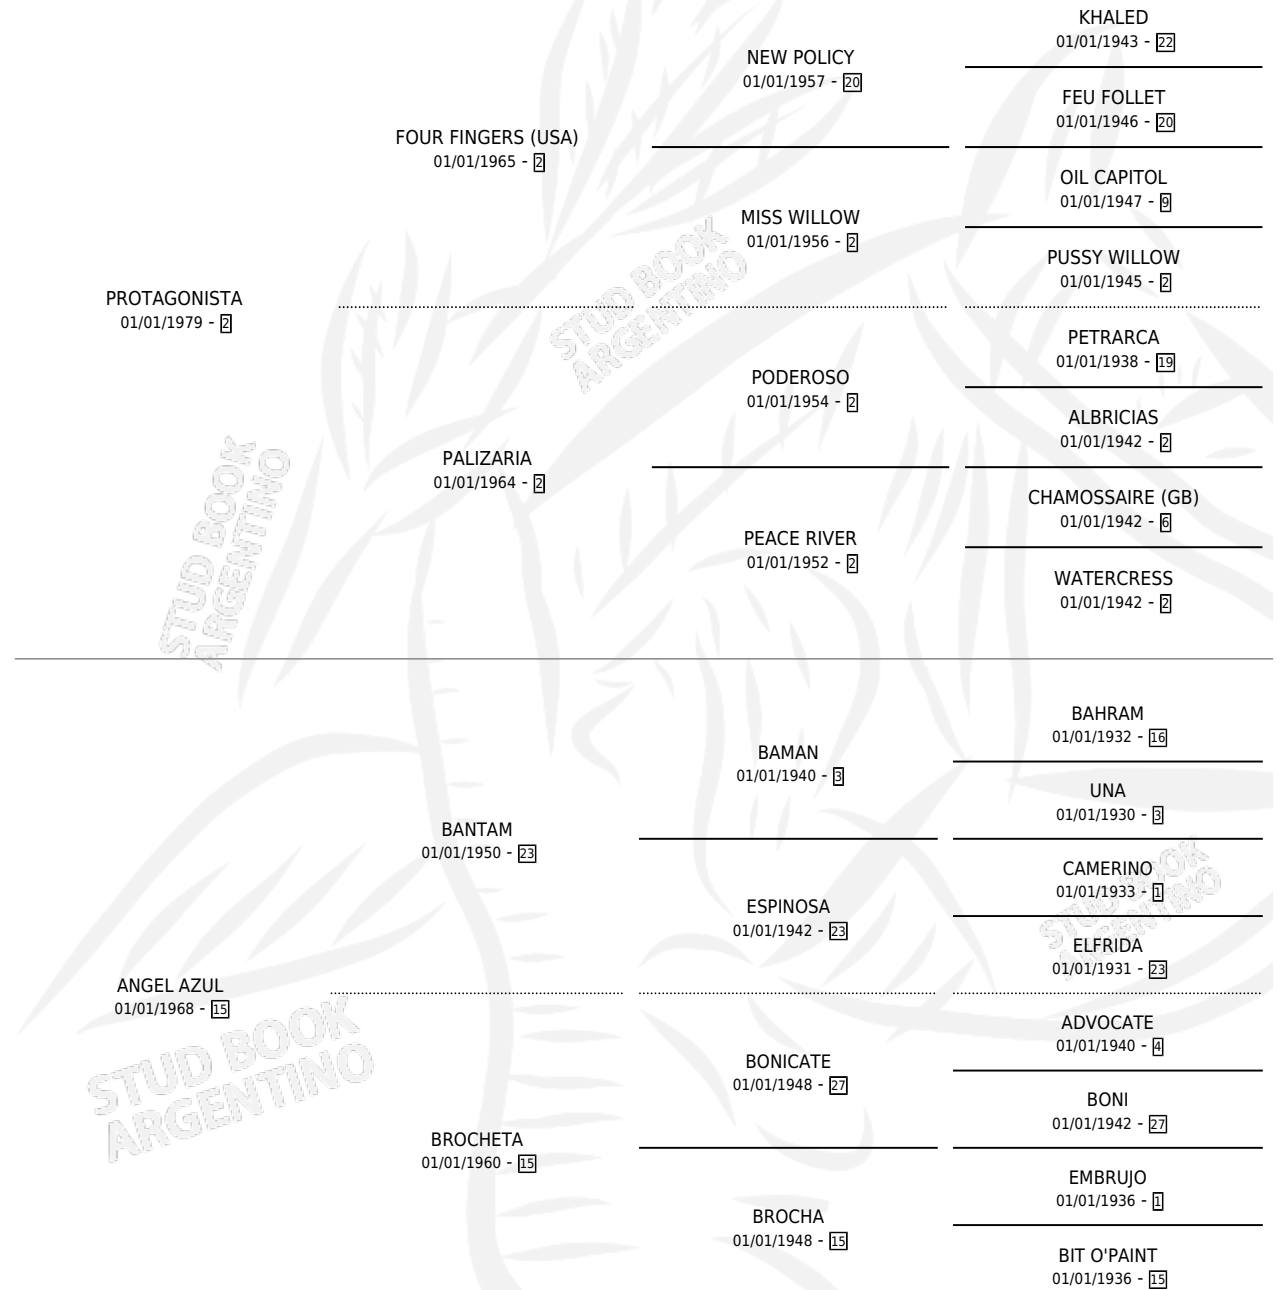 KHALED
01/01/1943 - 22
NEW POLICY
01/01/1957 - 20
FEU FOLLET
01/01/1946 - 20
FOUR FINGERS (USA)
01/01/1965 - 2
OIL CAPITOL
01/01/1947 - 9
MISS WILLOW
01/01/1956 - 2
PUSSY WILLOW
01/01/1945 - 2
PROTAGONISTA
01/01/1979 - 2
STUD BOOK
ARGENTINO
PETRARCA
01/01/1938 - 19
PODEROSO
01/01/1954 - 2
ALBRICIAS
01/01/1942 - 2
PALIZARIA
01/01/1964 - 2
CHAMOSSAIRE (GB)
01/01/1942 - 6
PEACE RIVER
01/01/1952 - 2
WATERCRESS
01/01/1942 - 2
STUD BOOK
ARGENTINO
BAHRAM
01/01/1932 - 16
BAMAN
01/01/1940 - 3
UNA
01/01/1930 - 3
BANTAM
01/01/1950 - 23
CAMERINO
01/01/1933 - 1
ESPINOSA
01/01/1942 - 23
ELFRIDA
01/01/1931 - 23
STUD BOOK
ARGENTINO
ANGEL AZUL
01/01/1968 - 15
STUD BOOK
ARGENTINO
ADVOCATE
01/01/1940 - 4
BONICATE
01/01/1948 - 27
BONI
01/01/1942 - 27
BROCHETA
01/01/1960 - 15
EMBRUJO
01/01/1936 - 1
BROCHA
01/01/1948 - 15
BIT O'PAINT
01/01/1936 - 15